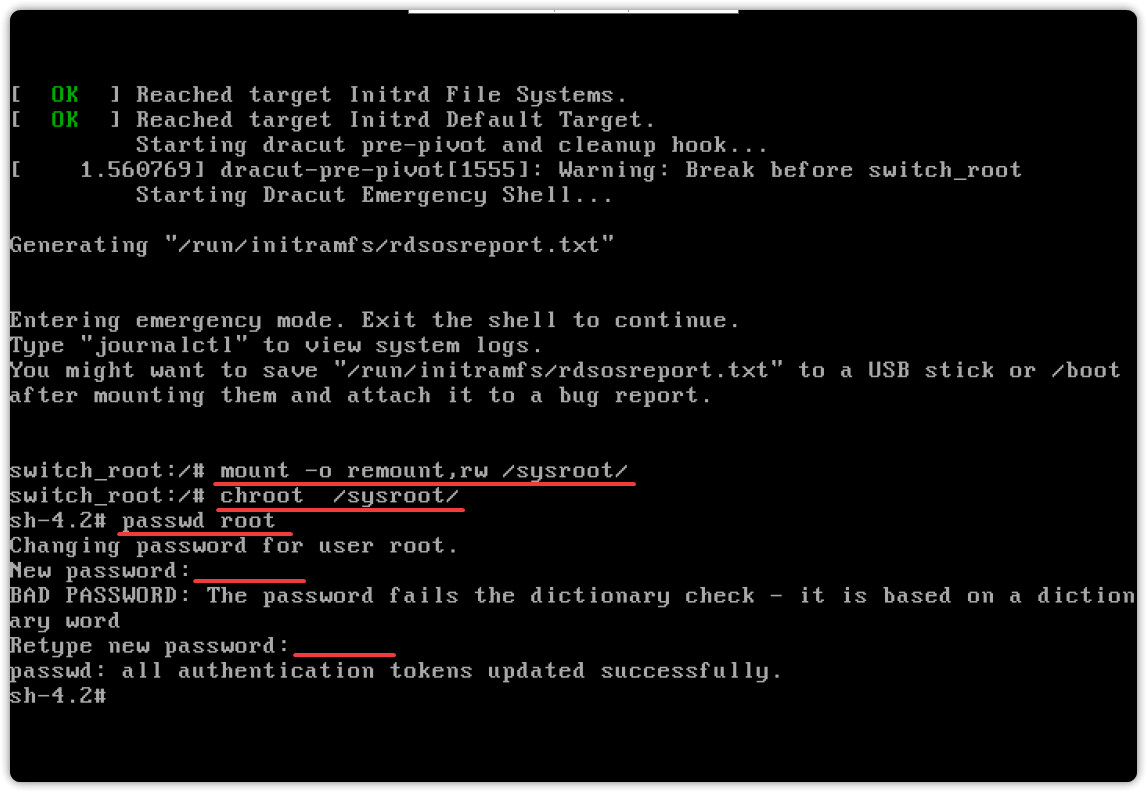 [  OK  ] Reached target Initrd File Systems.
[  OK  ] Reached target Initrd Default Target.
         Starting dracut pre-pivot and cleanup hook...
[    1.560769] dracut-pre-pivot[1555]: Warning: Break before switch_root
         Starting Dracut Emergency Shell...
Generating "/run/initramfs/rdsosreport.txt"
Entering emergency mode. Exit the shell to continue.
Type "journalctl" to view system logs.
You might want to save "/run/initramfs/rdsosreport.txt" to a USB stick or /boot
after mounting them and attach it to a bug report.
switch_root:/# mount -o remount,rw /sysroot/
switch_root:/# chroot  /sysroot/
sh-4.2# passwd root
Changing password for user root.
New password:
BAD PASSWORD: The password fails the dictionary check - it is based on a diction
ary word
Retype new password:
passwd: all authentication tokens updated successfully.
sh-4.2#